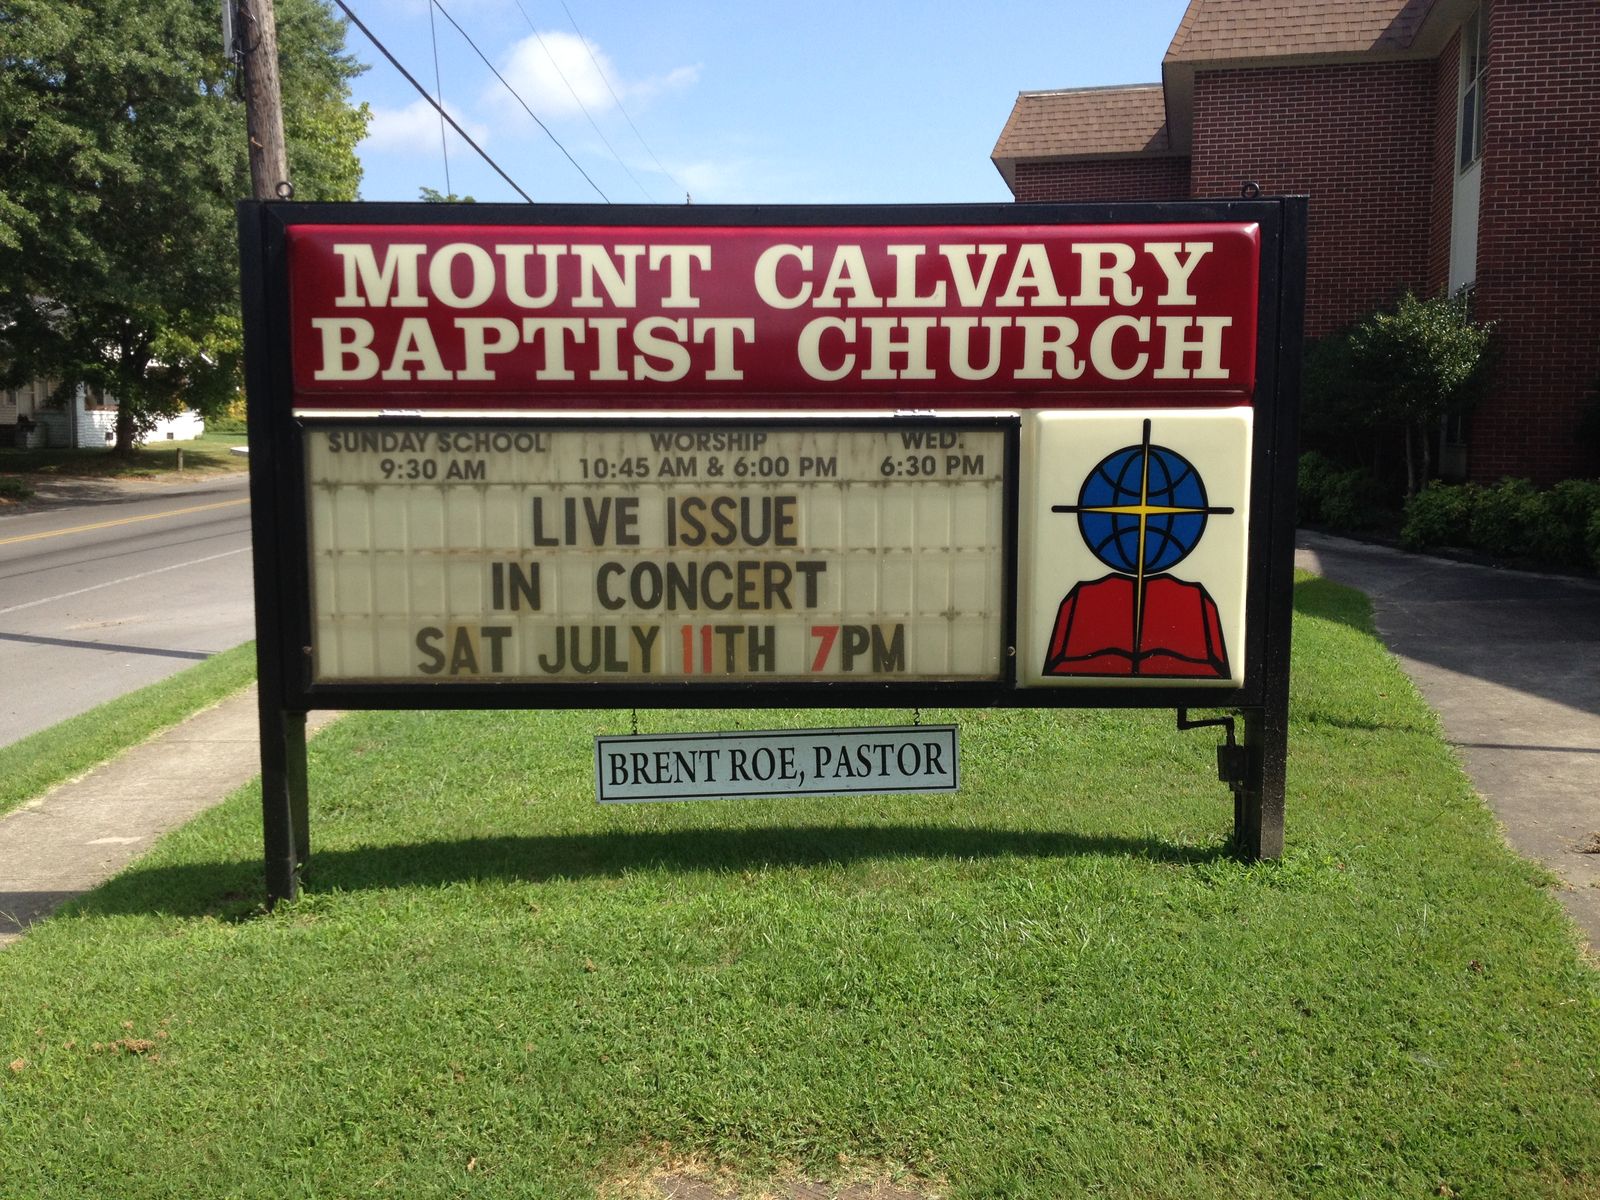 MOUNT CALVARY
BAPTIST CHURCH
SUNDAY SCHOOL WORSHIP WED.
9:30 AM 10:45 AM & 6:00 PM 6:30 PM
LIVE ISSUE
IN CONCERT
SAT JULY 11TH 7PM
BRENT ROE, PASTOR